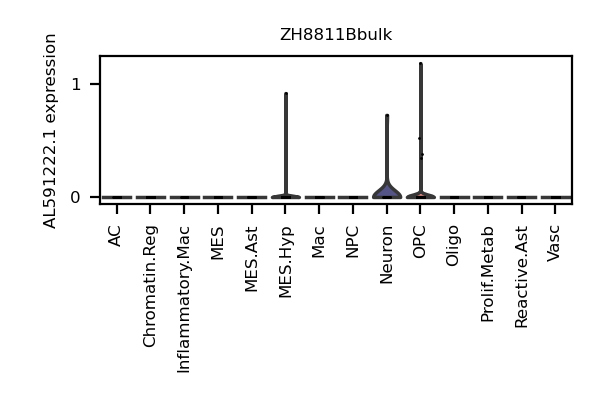 ZH8811Bbulk
AL591222.1 expression
1
0
AC
Chromatin.Reg
Inflammatory.Mac
MES
MES.Ast
MES.Hyp
Mac
NPC
Neuron
OPC
Oligo
Prolif.Metab
Reactive.Ast
Vasc